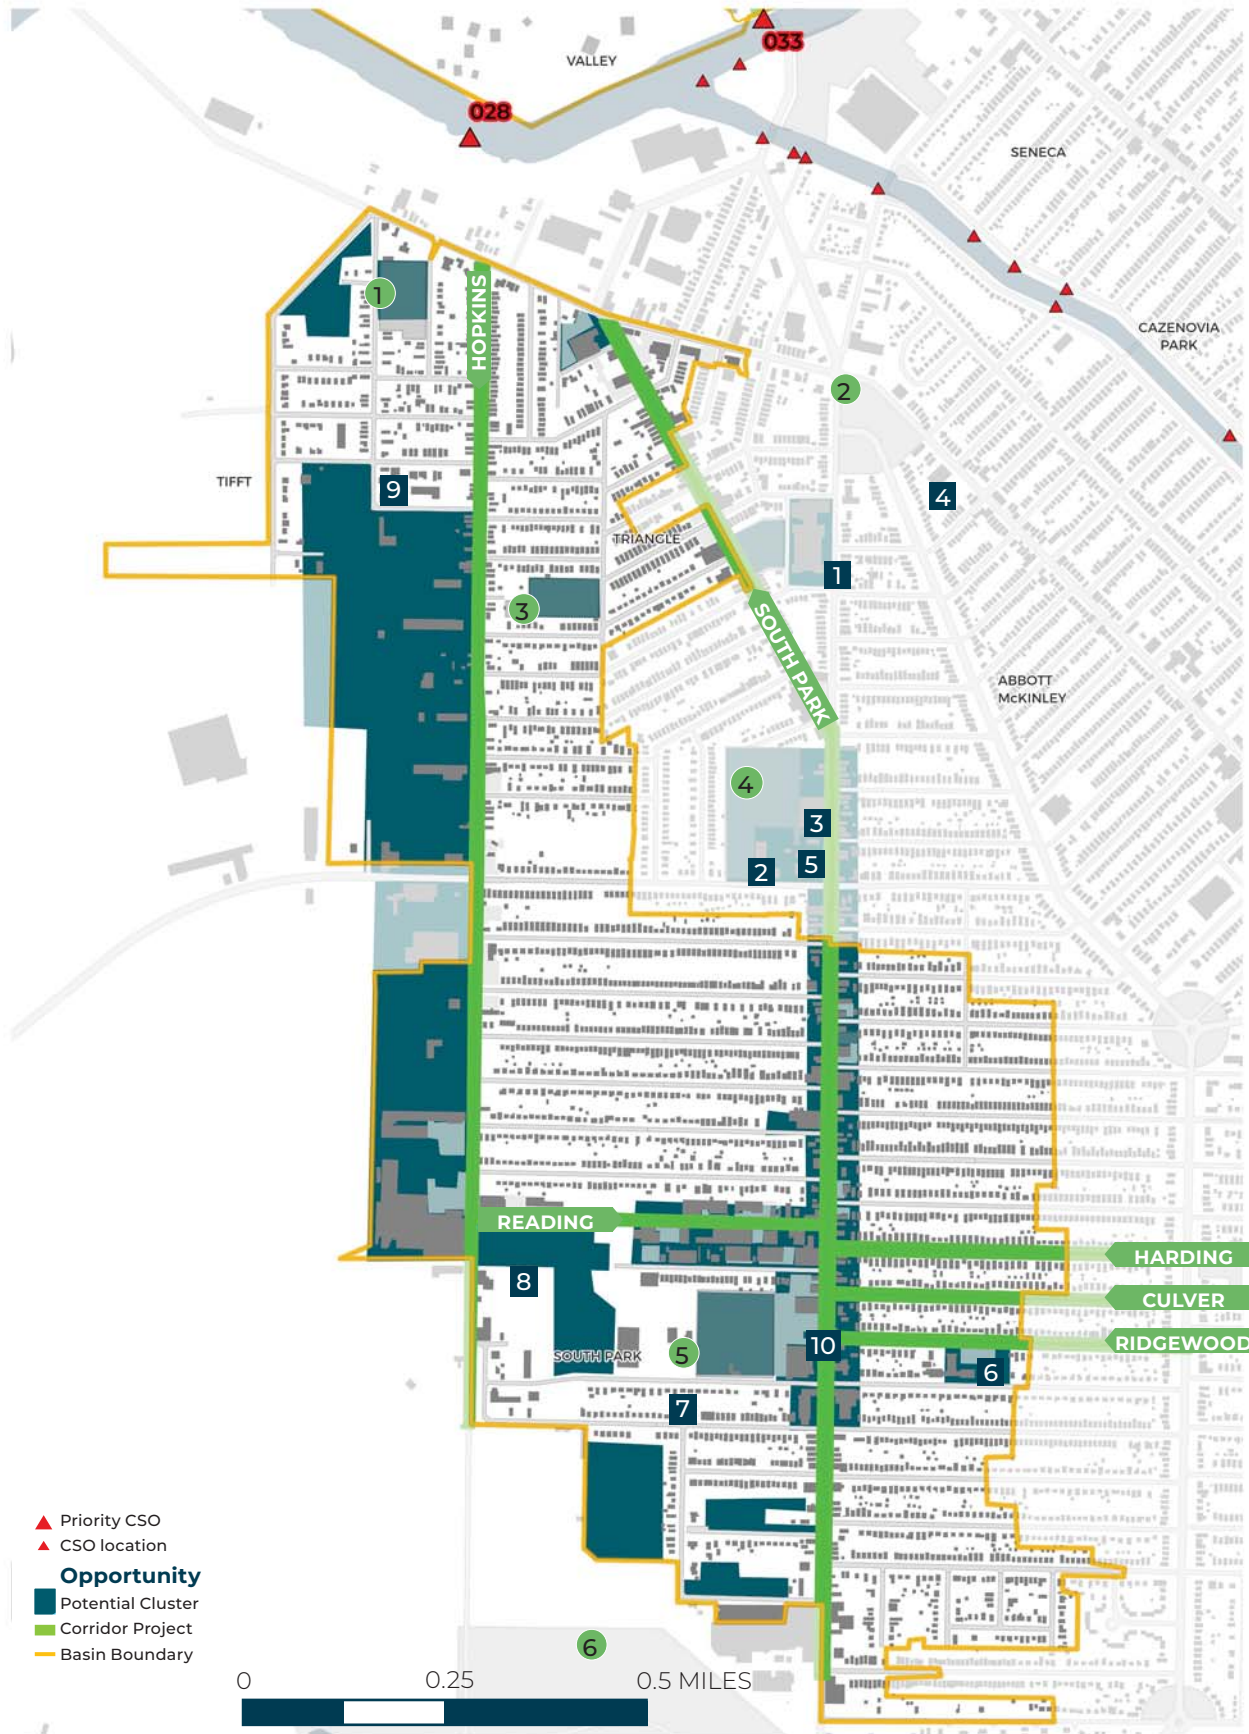 033
VALLEY
028
SENECA
1
HOPKINS
CAZENOVIA
PARK
2
TIFFT
9
4
TRIANGLE
1
3
SOUTH PARK
ABBOTT
McKINLEY
4
3
5
2
READING
HARDING
8
CULVER
SOUTH PARK
5
10
RIDGEWOOD
6
7
Priority CSO
CSO location
Opportunity
Potential Cluster
Corridor Project
Basin Boundary
6
0
0.25
0.5 MILES